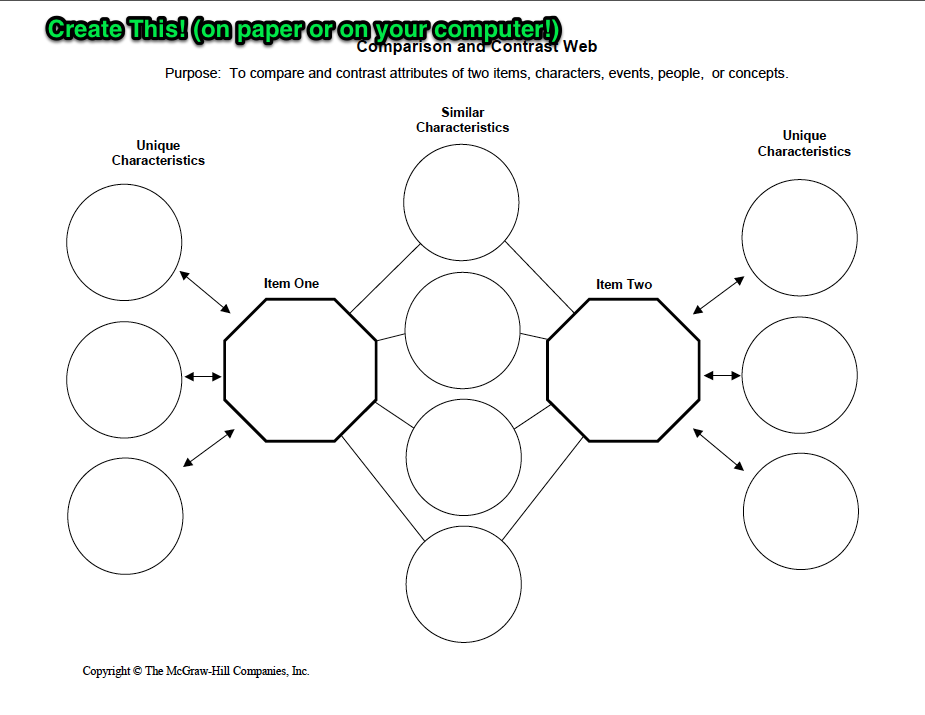 Create This! (on paper or on your computer!)
Comparison and Contrast Web
Purpose: To compare and contrast attributes of two items, characters, events, people, or concepts.
Similar
Characteristics
Unique
Characteristics
Unique
Characteristics
Item One
Item Two
Copyright © The McGraw-Hill Companies, Inc.